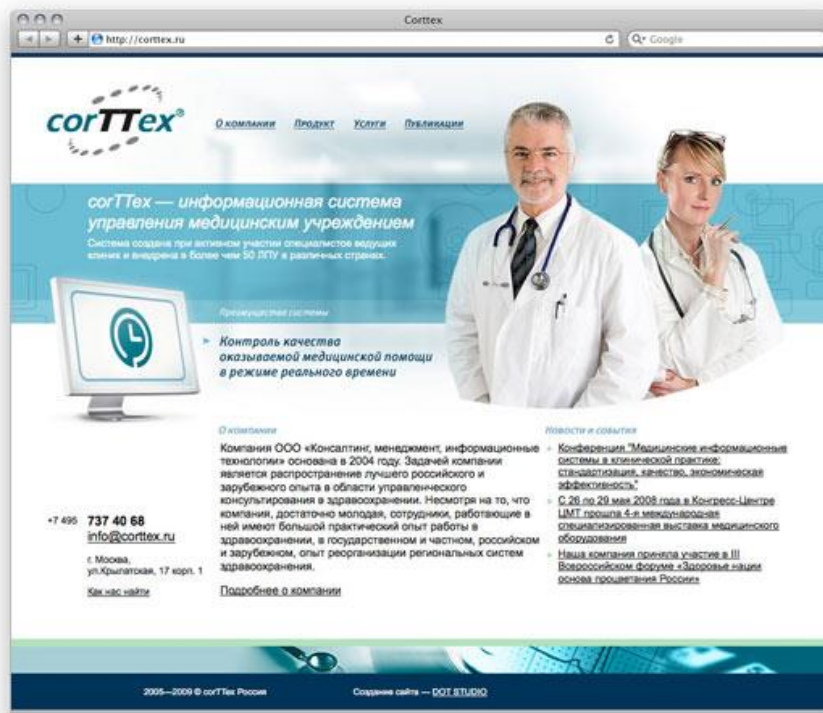 Corttex
http://corttex.ru
Google
corTTex®
О компании Продукт Услуги Публикации
corTTex — информационная система
управления медицинским учреждением
Система создана при активном участии специалистов ведущих
клиник и внедрена в более чем 50 ЛПУ в различных странах.
Преимущества системы
Контроль качества
оказываемой медицинской помощи
в режиме реального времени
О компании
Компания ООО «Консалтинг, менеджмент, информационные
технологии» основана в 2004 году. Задачей компании
является распространение лучшего российского и
зарубежного опыта в области управленческого
консультирования в здравоохранении. Несмотря на то, что
компания, достаточно молодая, сотрудники, работающие в
ней имеют большой практический опыт работы в
здравоохранении, в государственном и частном, российском
и зарубежном, опыт реорганизации региональных систем
здравоохранения.
Подробнее о компании
Новости и события
Конференция "Медицинские информационные
системы в клинической практике:
стандартизация, качество, экономическая
эффективность"
С 26 по 29 мая 2008 года в Конгресс-Центре
ЦМТ прошла 4-я международная
специализированная выставка медицинского
оборудования
Наша компания приняла участие в III
Всероссийском форуме «Здоровье нации
основа процветания России»
+7 495 737 40 68
info@corttex.ru
г. Москва,
ул.Крылатская, 17 корп. 1
Как нас найти
2005—2009 © corTTex Россия
Создание сайта — DOT STUDIO